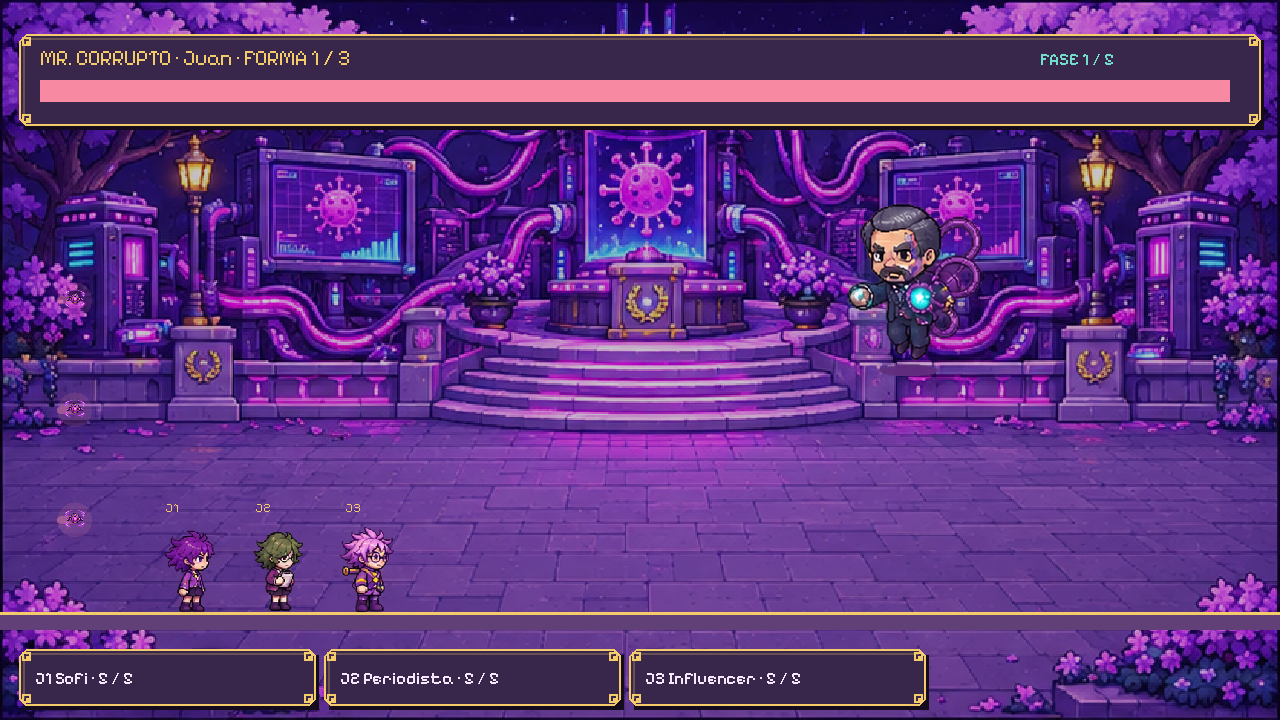 MR. CORRUPTO · Juan · FORMA 1 / 3
FASE 1 / 5
J1
J2
J3
J1 Sofi · 5 / 5
J2 Periodista · 5 / 5
J3 Influencer · 5 / 5